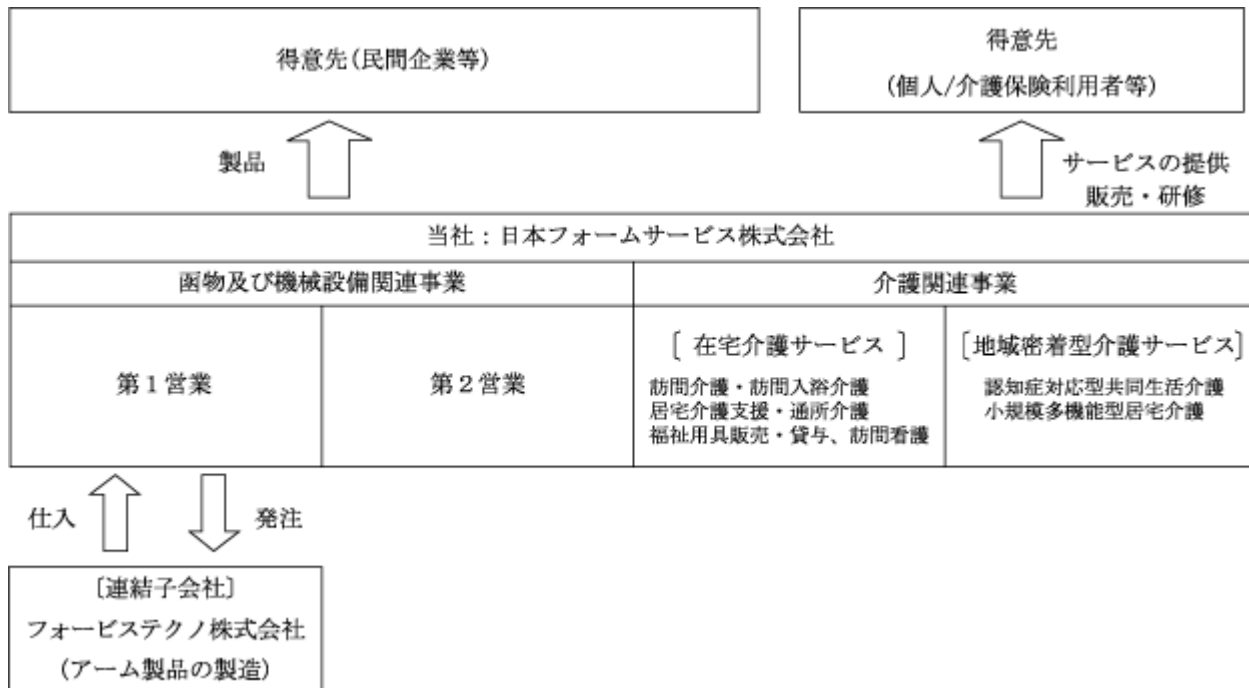 得意先(民間企業等)
得意先
(個人/介護保険利用者等)
製品
サービスの提供
販売・研修
当社：日本フォームサービス株式会社
函物及び機械設備関連事業
介護関連事業
第1営業
第2営業
[ 在宅介護サービス ]
訪問介護・訪問入浴介護
居宅介護支援・通所介護
福祉用具販売・貸与、訪問看護
[地域密着型介護サービス]
認知症対応型共同生活介護
小規模多機能型居宅介護
仕入
発注
〔連結子会社〕
フォービステクノ株式会社
(アーム製品の製造)